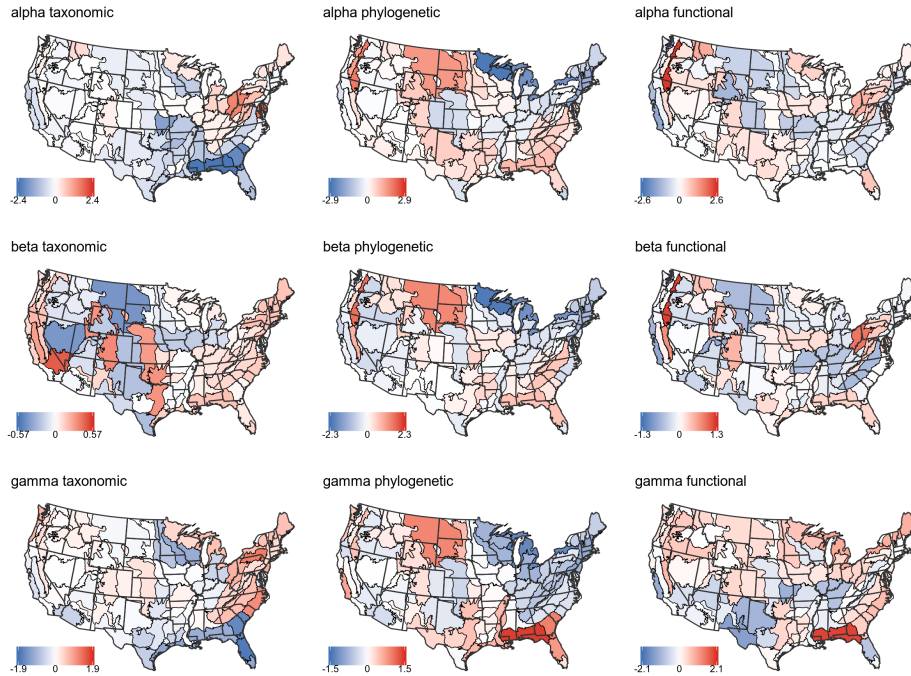 alpha taxonomic
alpha phylogenetic
alpha functional
-2.4 0 2.4
-2.9 0 2.9
-2.6 0 2.6
beta taxonomic
beta phylogenetic
beta functional
-0.57 0 0.57
-2.3 0 2.3
-1.3 0 1.3
gamma taxonomic
gamma phylogenetic
gamma functional
-1.9 0 1.9
-1.5 0 1.5
-2.1 0 2.1